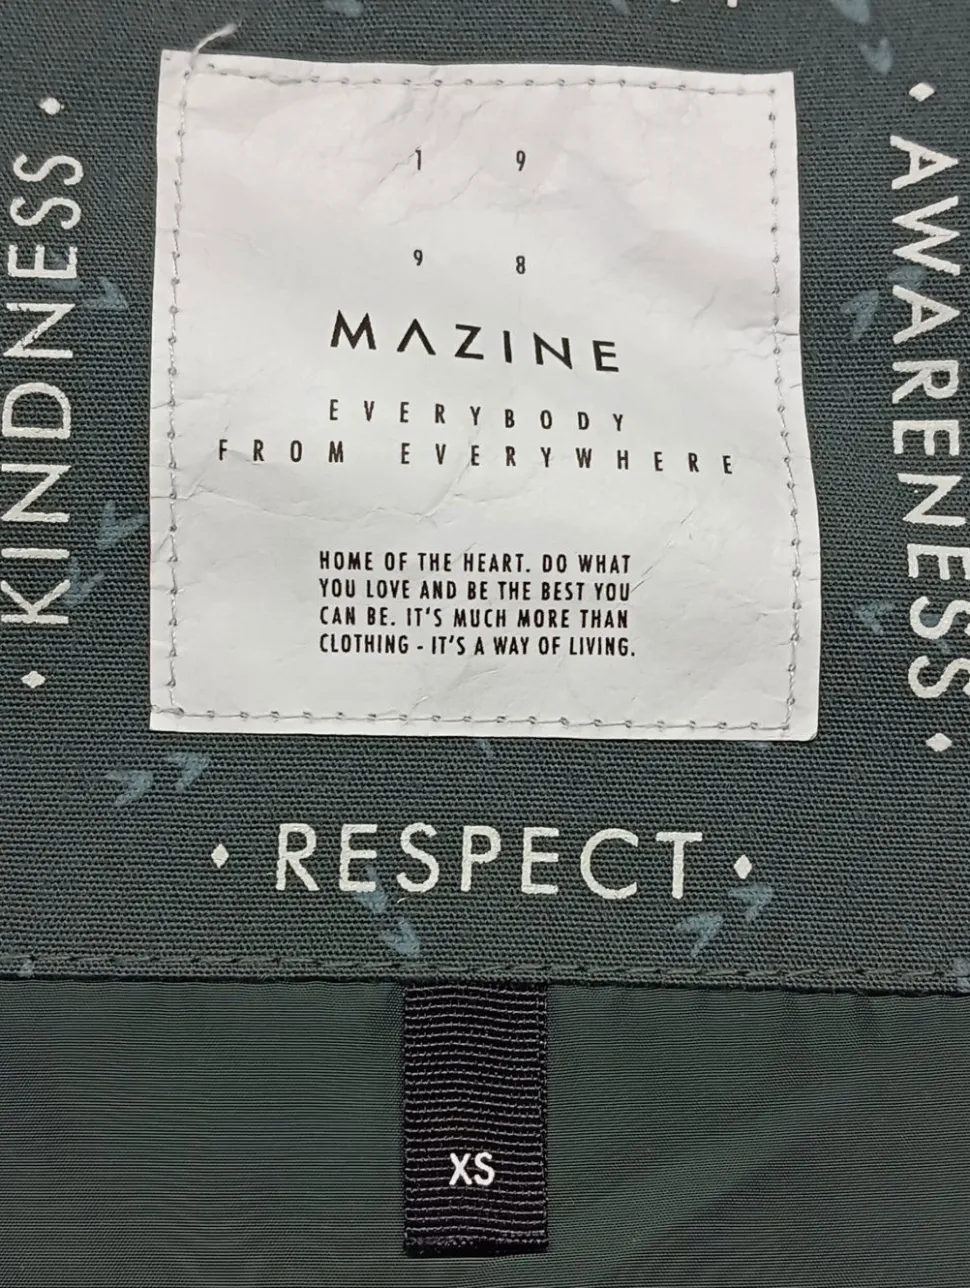 1 9
9 8
MAZINE
EVERYBODY
FROM EVERYWHERE
HOME OF THE HEART. DO WHAT
YOU LOVE AND BE THE BEST YOU
CAN BE. IT'S MUCH MORE THAN
CLOTHING - IT'S A WAY OF LIVING.
• KINDNESS •
• AWARENESS •
• RESPECT •
XS